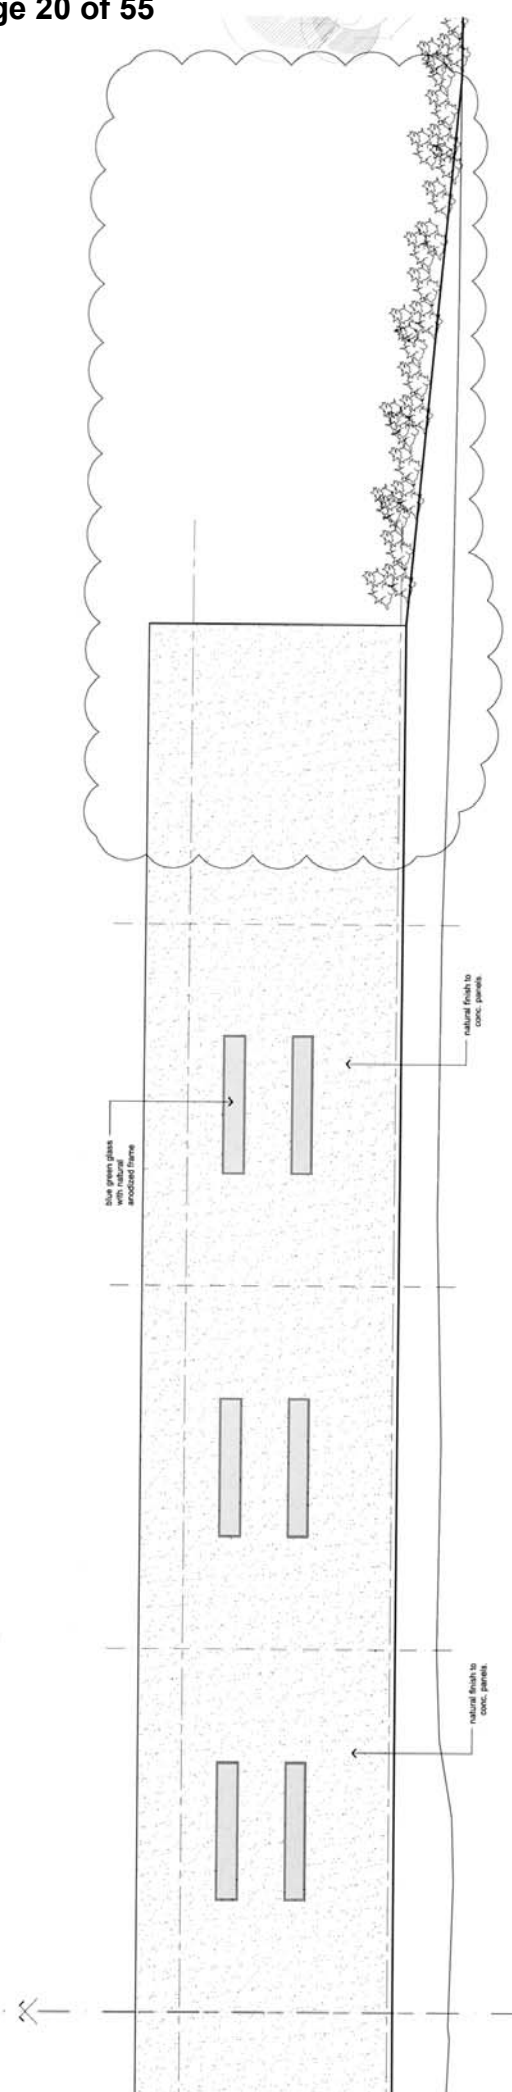 ge 20 of 55
natural finish to
conc. panels.
blue green glass
with natural
anodized frame
natural finish to
conc. panels.